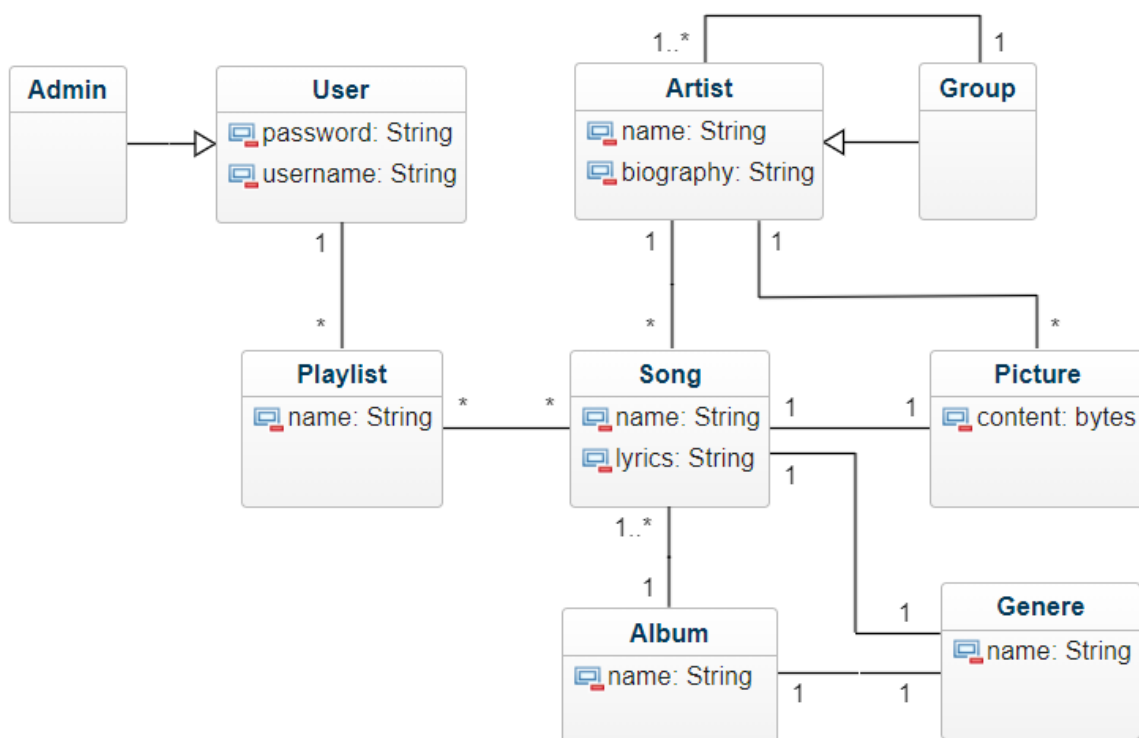 1..*
1
Admin
User
password: String
username: String
Artist
name: String
biography: String
Group
1
1
1
*
*
*
Playlist
name: String
*
*
Song
name: String
lyrics: String
1
1
1
Picture
content: bytes
1..*
1
1
Genere
name: String
Album
name: String
1
1